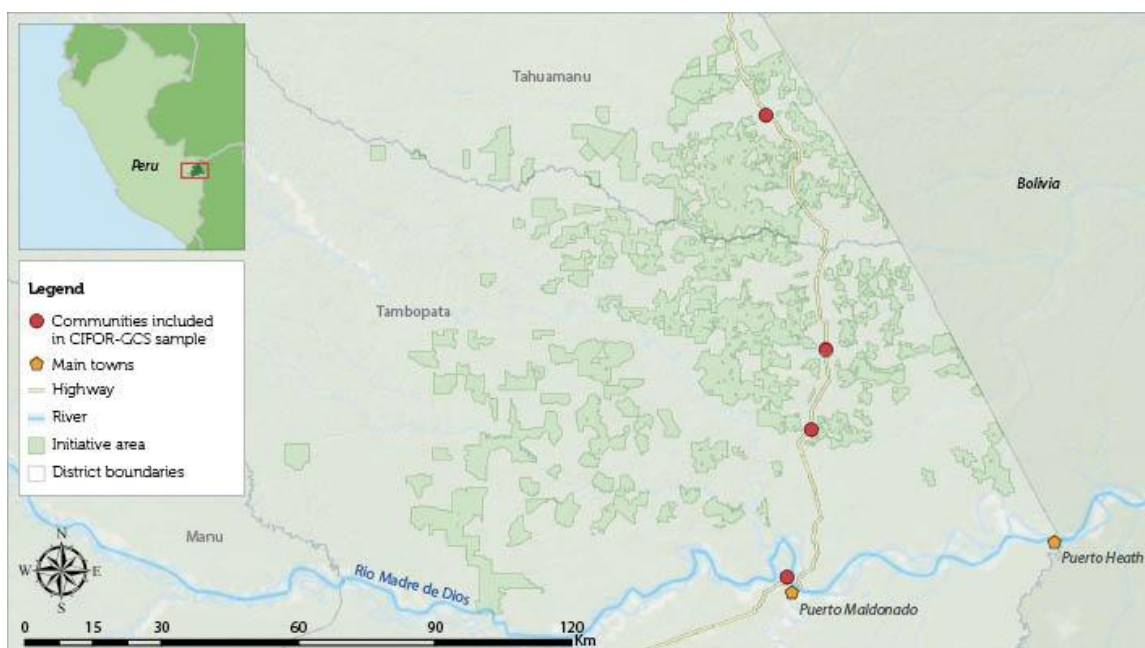 Peru
Legend
Communities included
in CIFOR-GCS sample
Main towns
Highway
River
Initiative area
District boundaries
Tahuamanu
Bolivia
Tambopata
Manu
Río Madre de Dios
Puerto Heath
Puerto Maldonado
N
W E
S
0 15 30 60 90 120
Km